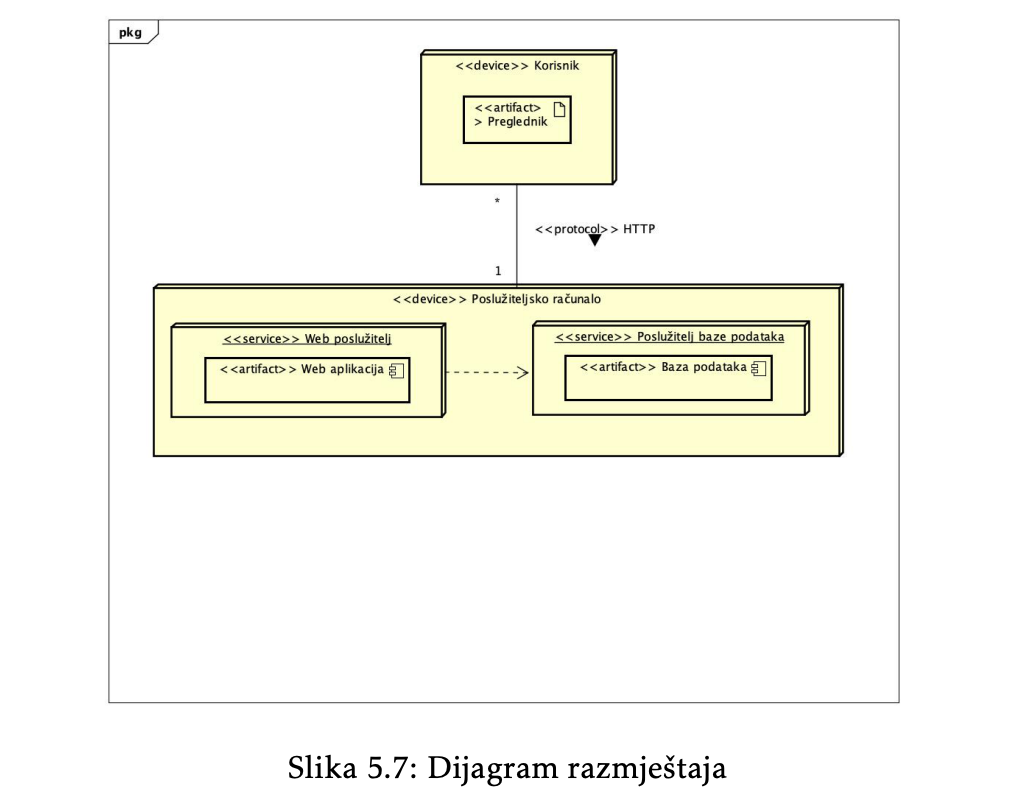 pkg
<<device>> Korisnik
<<artifact>
> Preglednik
*
<<protocol>> HTTP
1
<<device>> Poslužiteljsko računalo
<<service>> Web poslužitelj
<<service>> Poslužitelj baze podataka
<<artifact>> Web aplikacija
<<artifact>> Baza podataka
Slika 5.7: Dijagram razmještaja